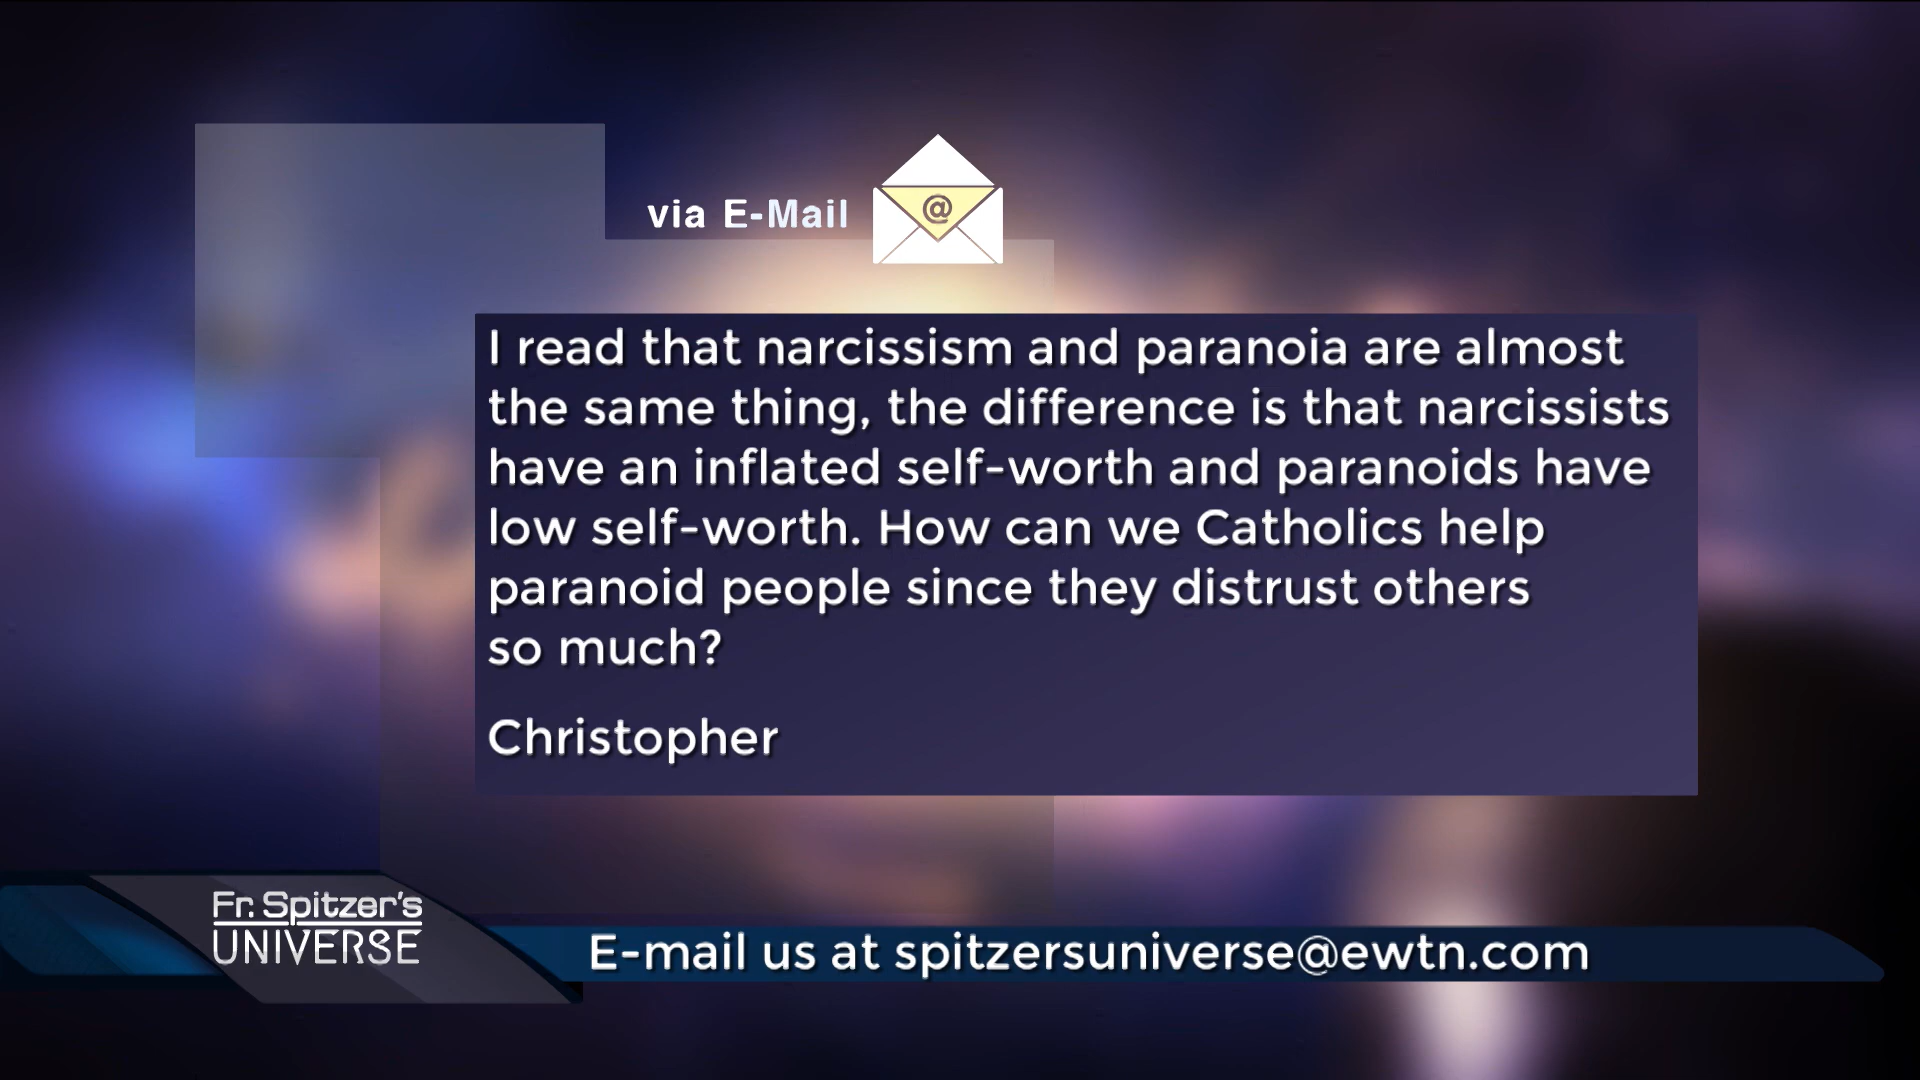 via E-Mail
@
I read that narcissism and paranoia are almost
the same thing, the difference is that narcissists
have an inflated self-worth and paranoids have
low self-worth. How can we Catholics help
paranoid people since they distrust others
so much?
Christopher
Fr. Spitzer's
UNIVERSE
E-mail us at spitzersuniverse@ewtn.com